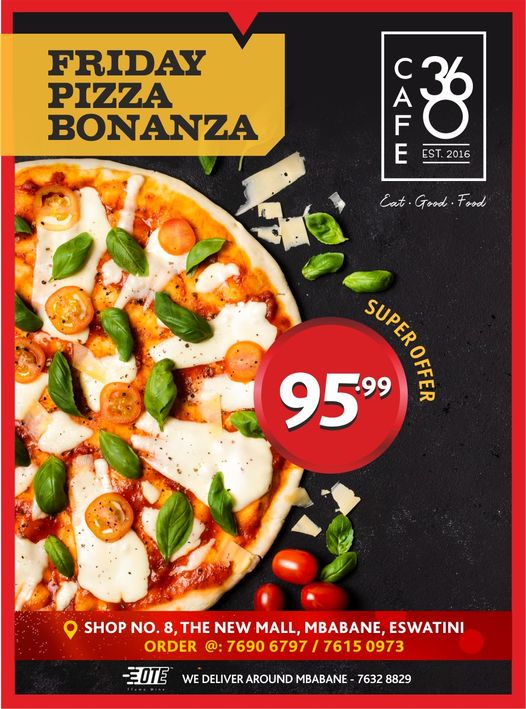 FRIDAY
PIZZA
BONANZA
CAFE
360
EST. 2016
Eat · Good · Food
SUPER OFFER
95.99
SHOP NO. 8, THE NEW MALL, MBABANE, ESWATINI
ORDER @: 7690 6797 / 7615 0973
WE DELIVER AROUND MBABANE - 7632 8829